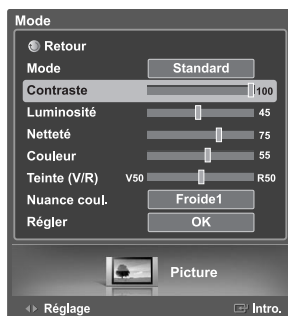 Mode
Retour
Mode Standard
Contraste 100
Luminosité 45
Netteté 75
Couleur 55
Teinte (V/R) V50 R50
Nuance coul. Froide1
Régler OK
Picture
Réglage Intro.